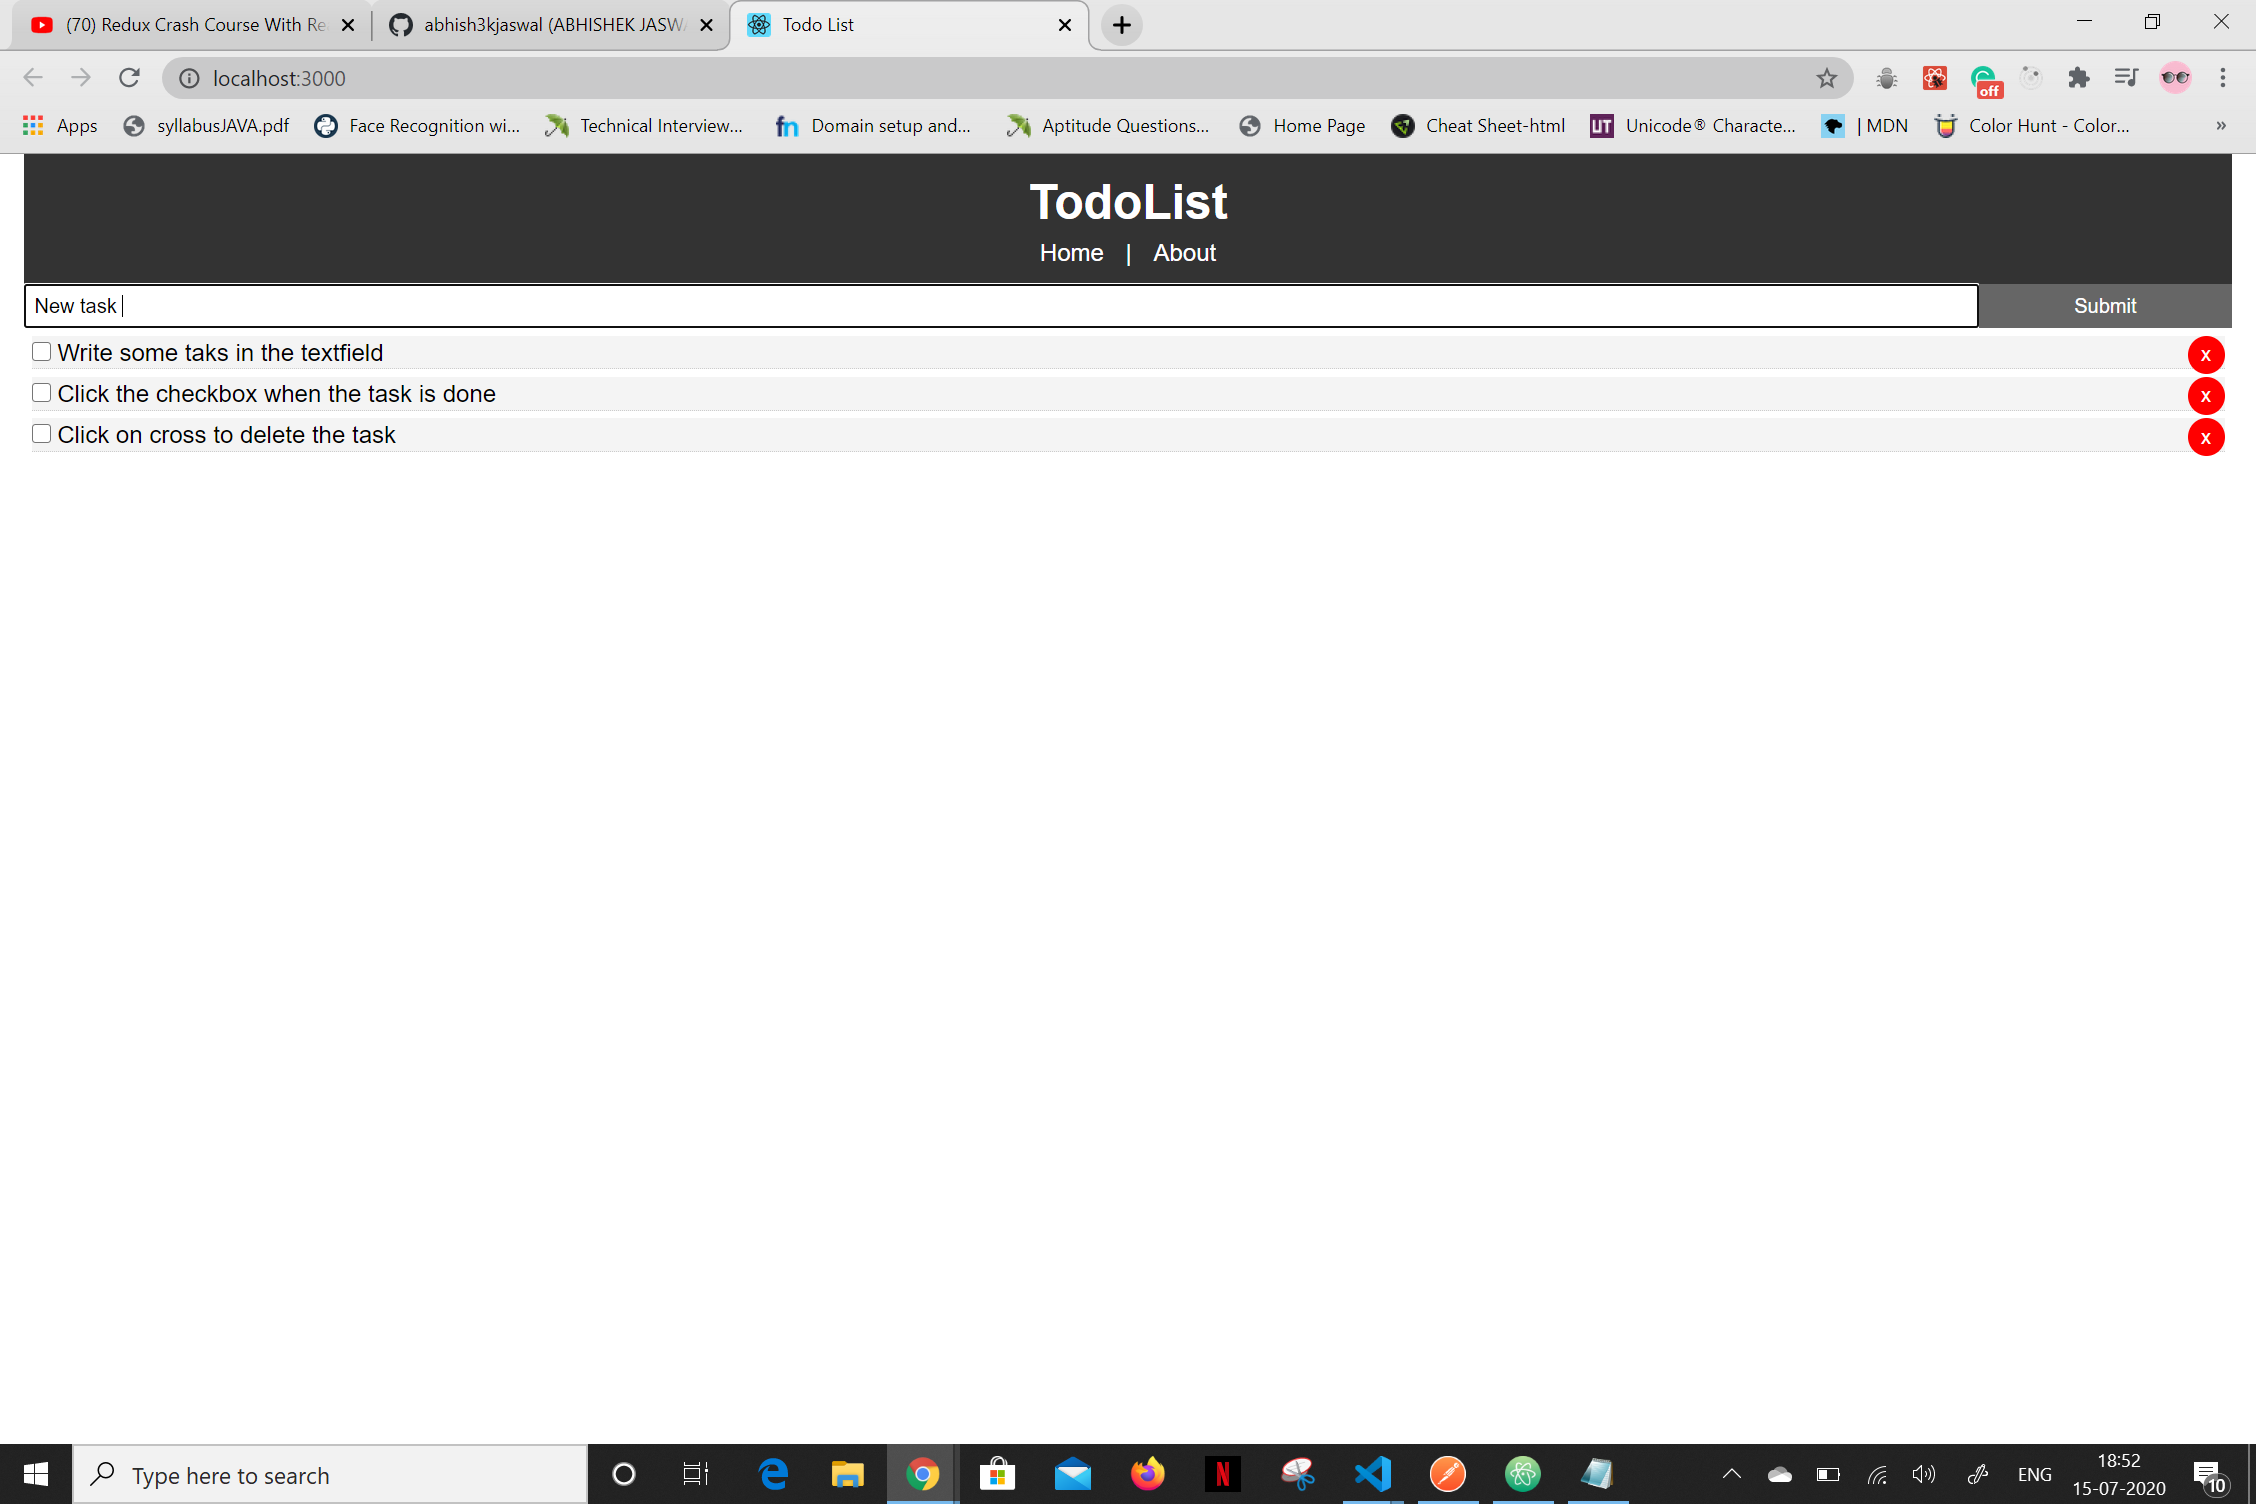 (70) Redux Crash Course With Re
abhish3kjaswal (ABHISHEK JASWA
Todo List
localhost:3000
off
Apps
syllabusJAVA.pdf
Face Recognition wi...
Technical Interview...
fn
Domain setup and...
Aptitude Questions...
Home Page
Cheat Sheet-html
UT
Unicode® Characte...
| MDN
Color Hunt - Color...
»
TodoList
Home | About
New task
Submit
Write some taks in the textfield
x
Click the checkbox when the task is done
x
Click on cross to delete the task
x
Type here to search
N
ENG
18:52
15-07-2020
10